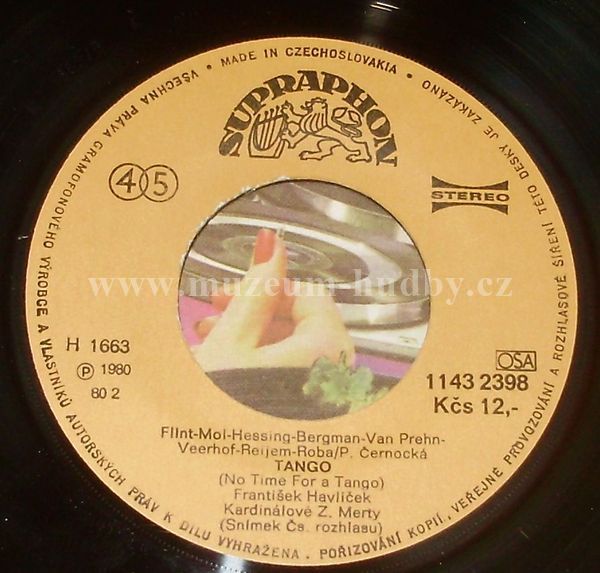 VŠECHNA PRÁVA GRAMOFONOVÉHO VÝROBCE A VLASTNÍKŮ AUTORSKÝCH PRÁV K DÍLU VYHRAŽENA . POŘIZOVÁNÍ KOPIÍ, VEŘEJNÉ PROVOZOVÁNÍ A ROZHLASOVÉ ŠÍŘENÍ TÉTO DESKY JE ZAKÁZÁNO • MADE IN CZECHOSLOVAKIA •
SUPRAPHON
45
STEREO
www.muzeum-hudby.cz
H 1663
℗ 1980
80 2
OSA
1143 2398
Kčs 12,-
Flint-Mol-Hessing-Bergman-Van Prehn-
Veerhof-Reijem-Roba/P. Černocká
TANGO
(No Time For a Tango)
František Havlíček
Kardinálové Z. Merty
(Snímek Čs. rozhlasu)